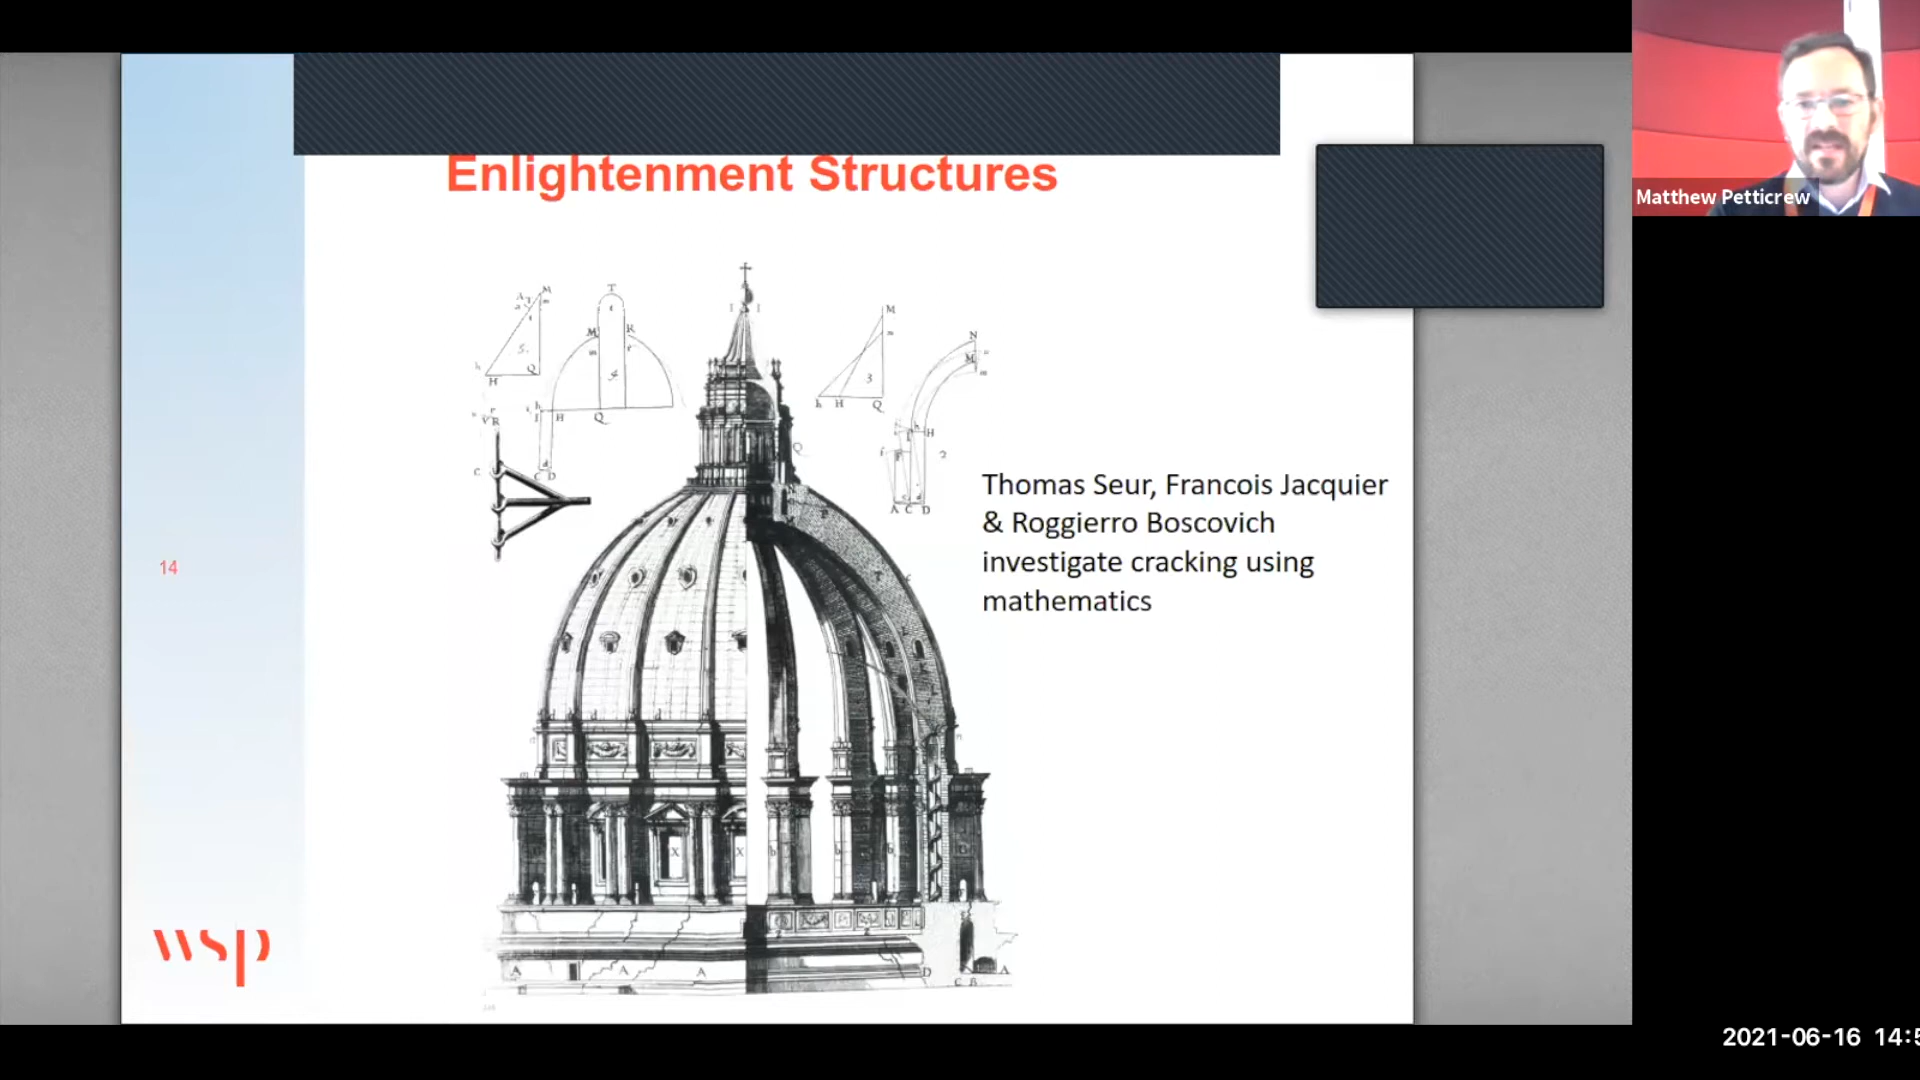 Enlightenment Structures
Matthew Petticrew
Thomas Seur, Francois Jacquier
& Roggierro Boscovich
investigate cracking using
mathematics
14
wsp
2021-06-16 14:5